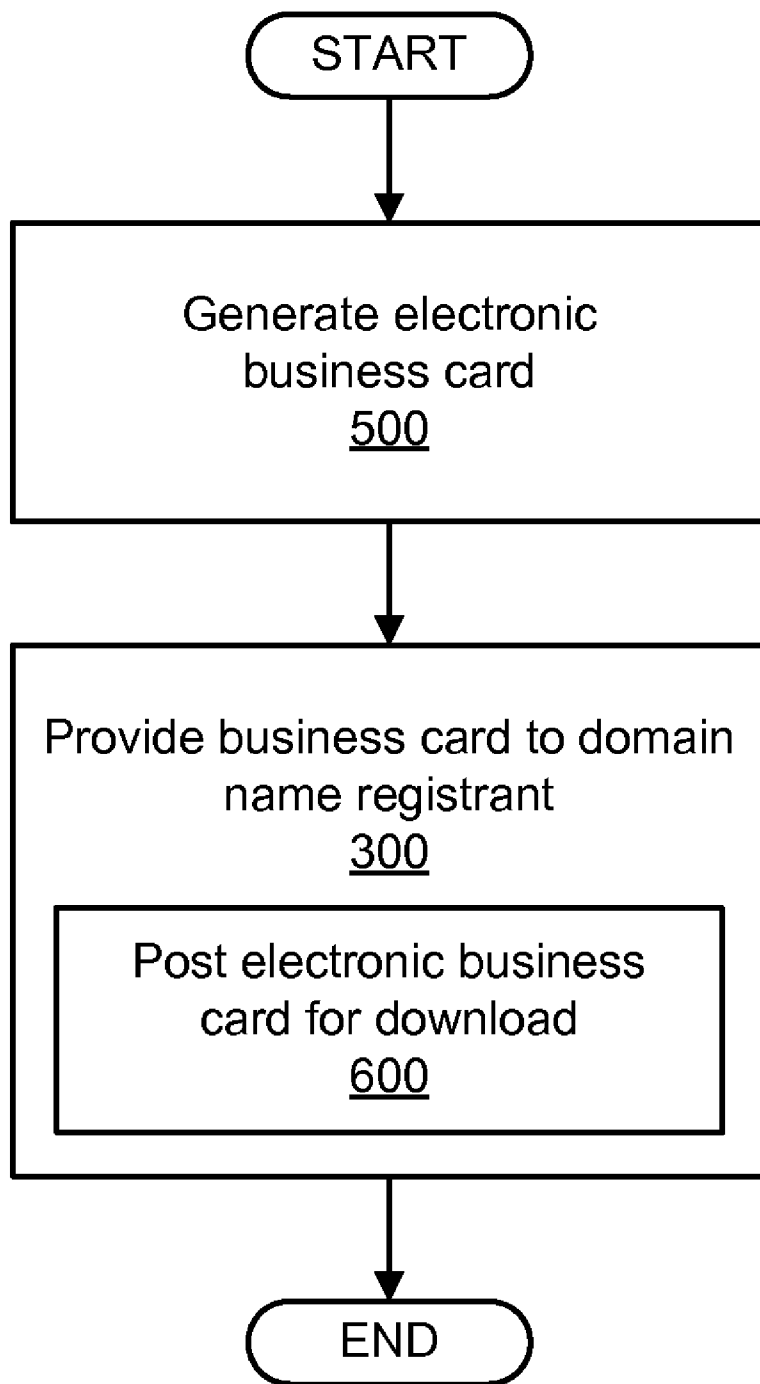 START
Generate electronic
business card
500
Provide business card to domain
name registrant
300
Post electronic business
card for download
600
END